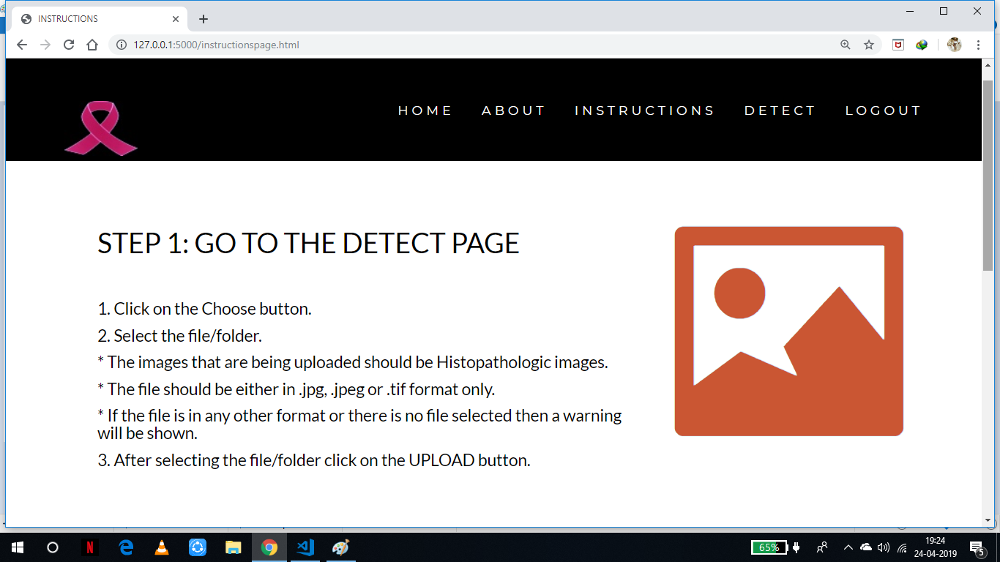 INSTRUCTIONS
127.0.0.1:5000/instructionspage.html
HOME ABOUT INSTRUCTIONS DETECT LOGOUT
STEP 1: GO TO THE DETECT PAGE
1. Click on the Choose button.
2. Select the file/folder.
* The images that are being uploaded should be Histopathologic images.
* The file should be either in .jpg, .jpeg or .tif format only.
* If the file is in any other format or there is no file selected then a warning
will be shown.
3. After selecting the file/folder click on the UPLOAD button.
65%
19:24
24-04-2019
5